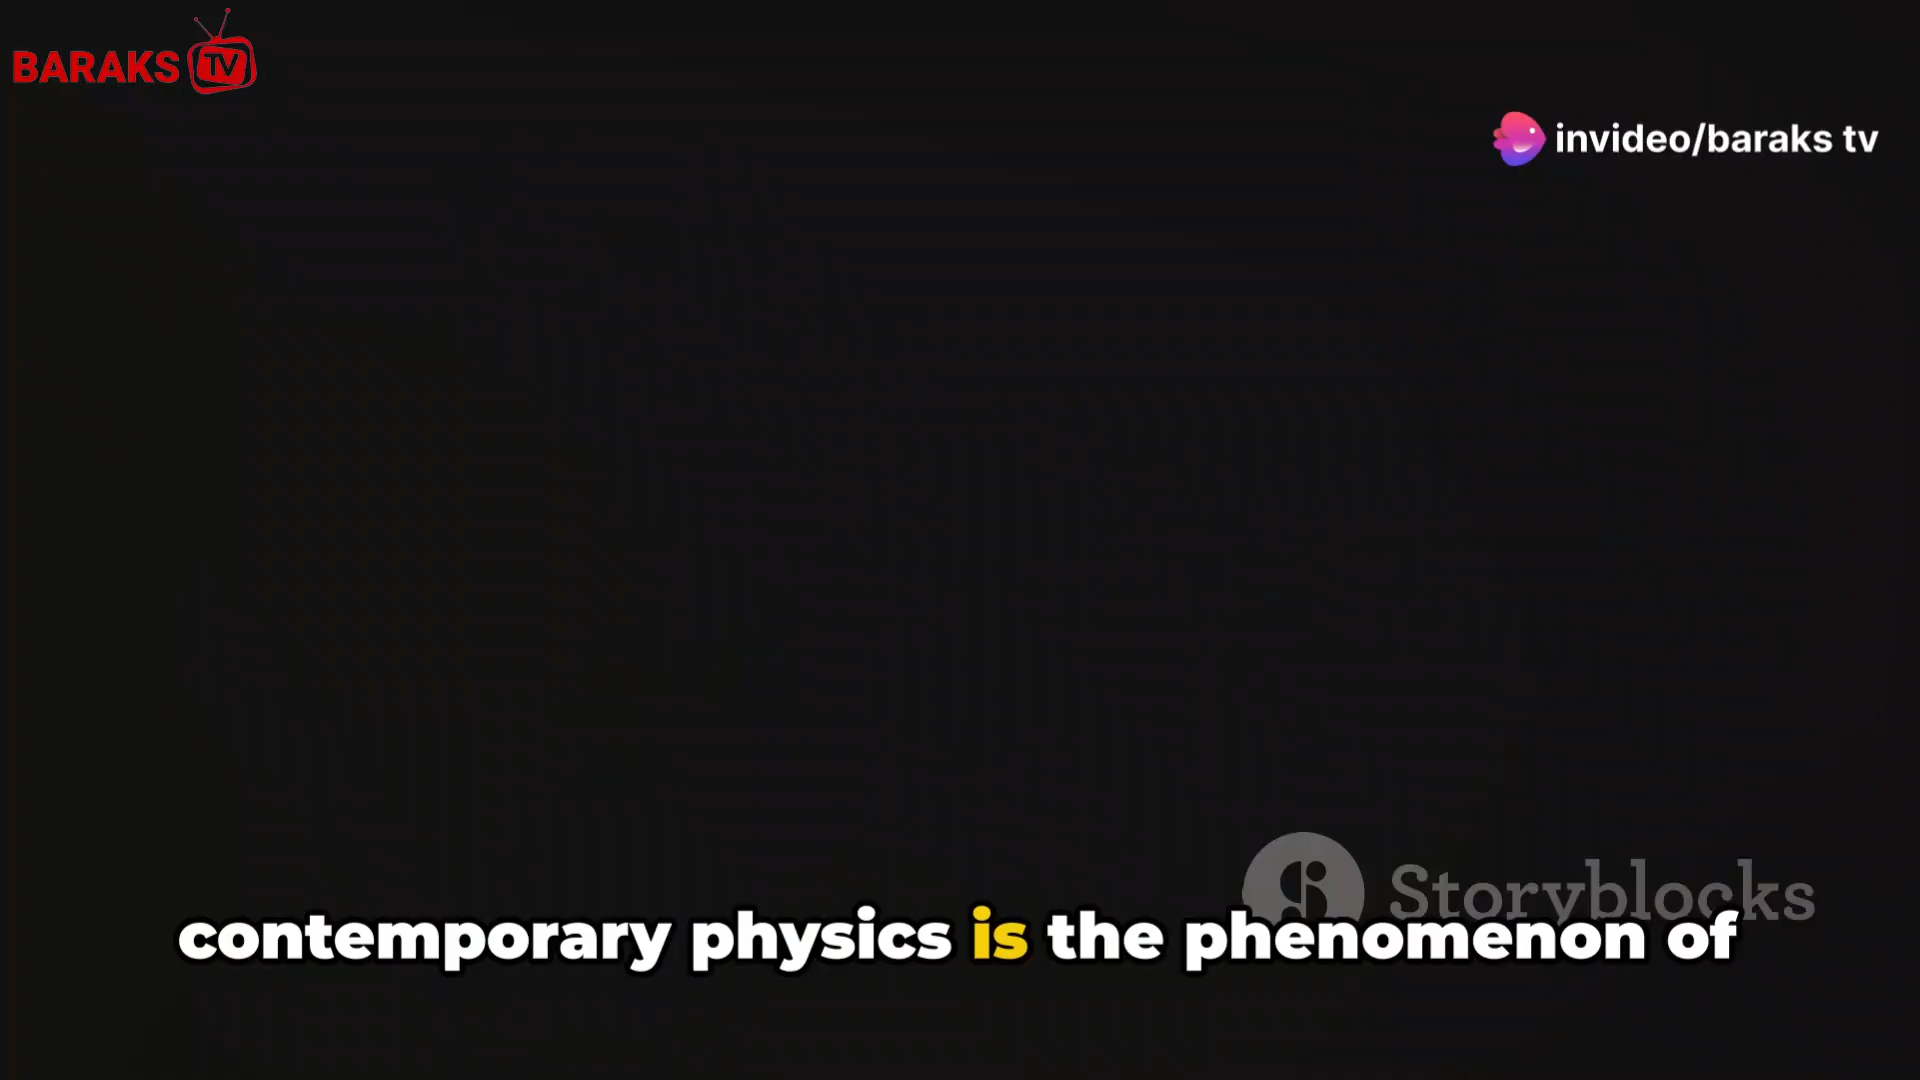 BARAKS TV
invideo/baraks tv
Storyblocks
contemporary physics is the phenomenon of